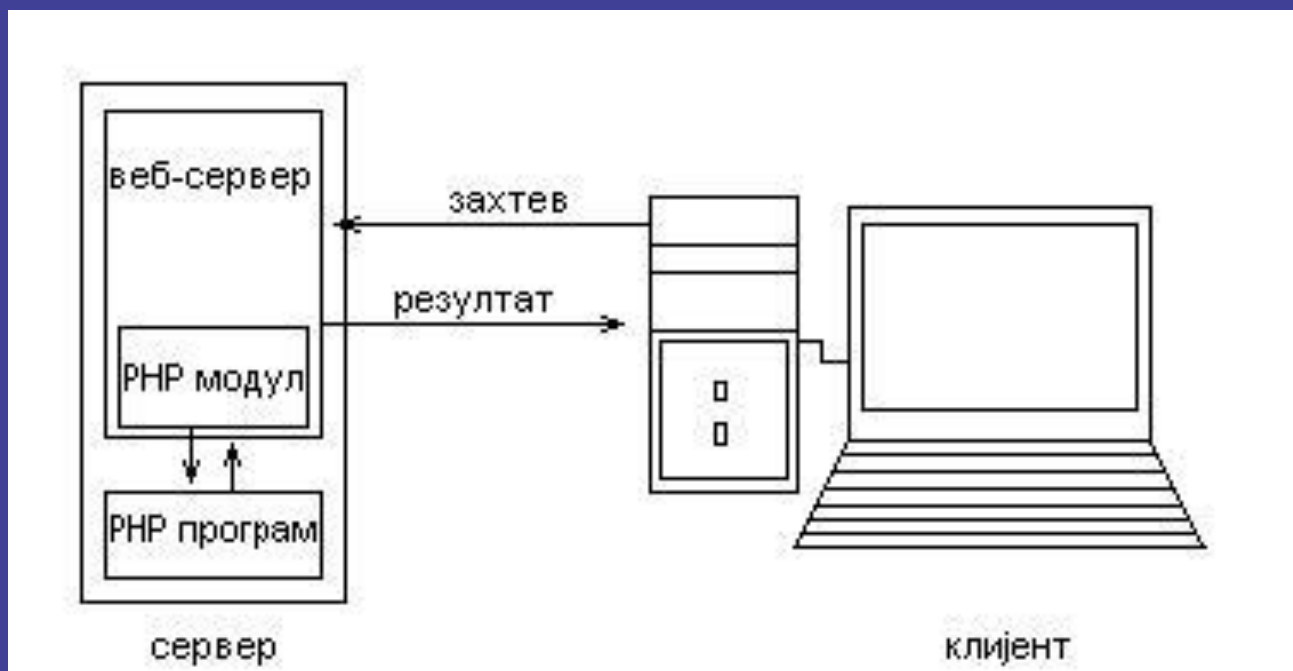 веб-сервер
захтев
резултат
PHP модул
PHP програм
сервер
клијент